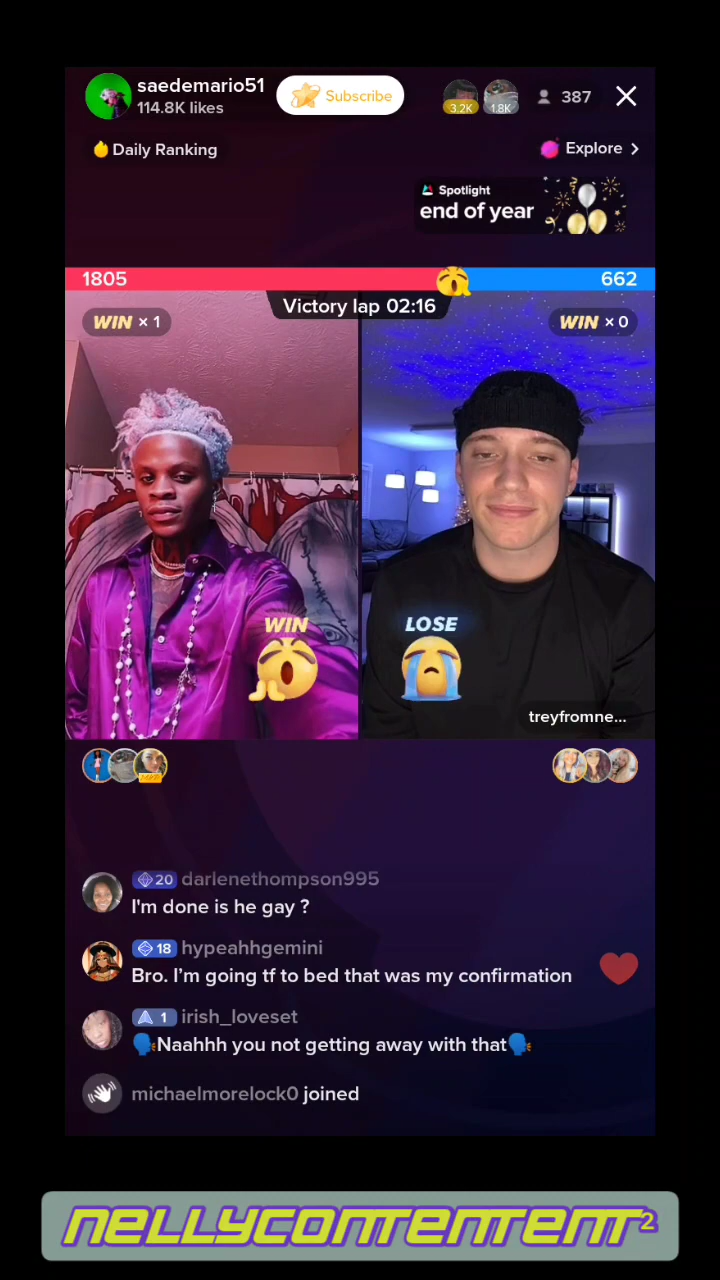 saedemario51
114.8K likes
Subscribe
3.2K
1.8K
387
Daily Ranking
Explore
Spotlight
end of year
1805
662
Victory lap 02:16
WIN × 1
WIN × 0
WIN
LOSE
treyfromne...
20 darlenethompson995
I'm done is he gay ?
18 hypeahhgemini
Bro. I'm going tf to bed that was my confirmation
1 irish_loveset
🗣Naahhh you not getting away with that🗣
michaelmorelock0 joined
NELLYCONTENTENT²